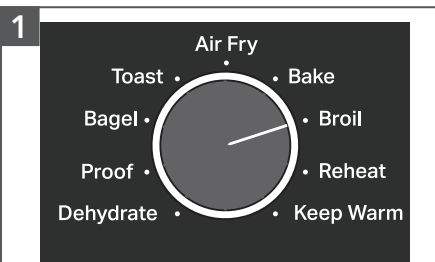 1
Air Fry
Toast
Bake
Bagel
Broil
Proof
Reheat
Dehydrate
Keep Warm